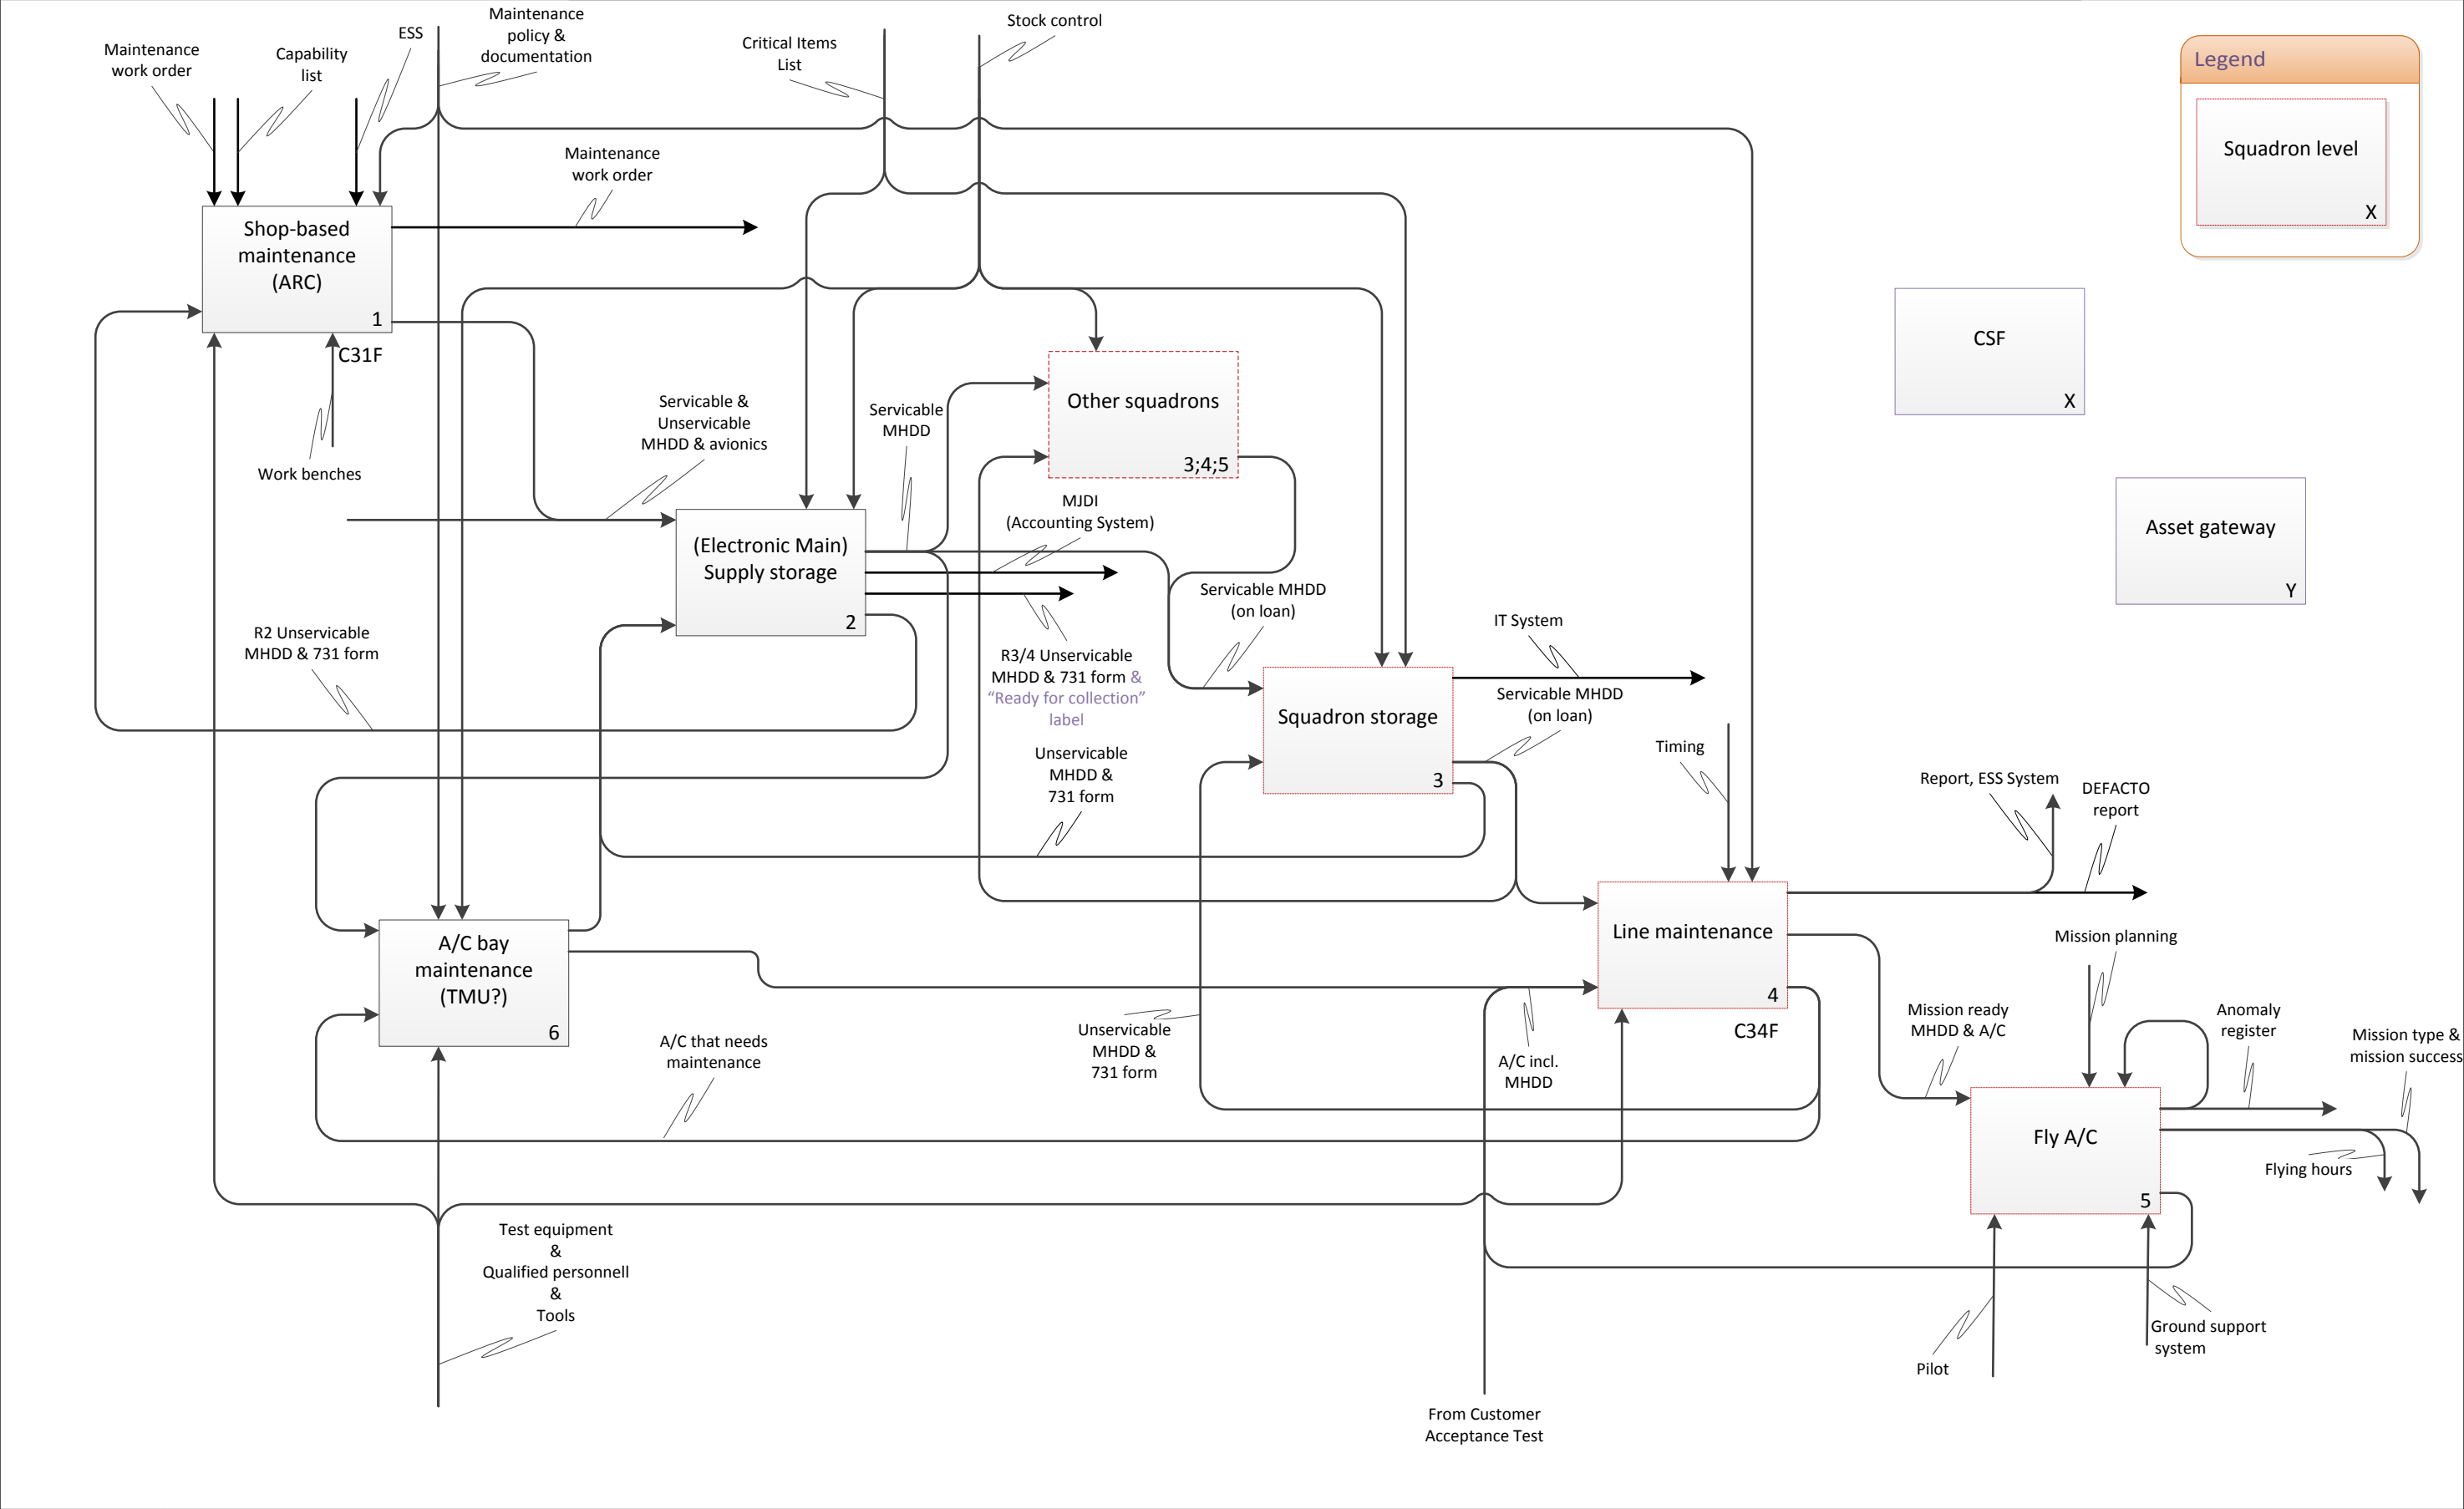 Maintenance
work order
Capability
list
ESS
Maintenance
policy &
documentation
Critical Items
List
Stock control
Legend
Squadron level
X
Maintenance
work order
Shop-based
maintenance
(ARC)
1
C31F
Work benches
CSF
X
Other squadrons
3;4;5
Servicable &
Unservicable
MHDD & avionics
Servicable
MHDD
MJDI
(Accounting System)
Asset gateway
Y
(Electronic Main)
Supply storage
2
Servicable MHDD
(on loan)
R2 Unservicable
MHDD & 731 form
R3/4 Unservicable
MHDD & 731 form &
“Ready for collection”
label
IT System
Squadron storage
3
Servicable MHDD
(on loan)
Timing
Unservicable
MHDD &
731 form
Report, ESS System
DEFACTO
report
A/C bay
maintenance
(TMU?)
6
Line maintenance
4
C34F
Mission planning
Mission ready
MHDD & A/C
Anomaly
register
Mission type &
mission success
A/C that needs
maintenance
Unservicable
MHDD &
731 form
A/C incl.
MHDD
Fly A/C
5
Flying hours
Test equipment
&
Qualified personnell
&
Tools
Pilot
Ground support
system
From Customer
Acceptance Test